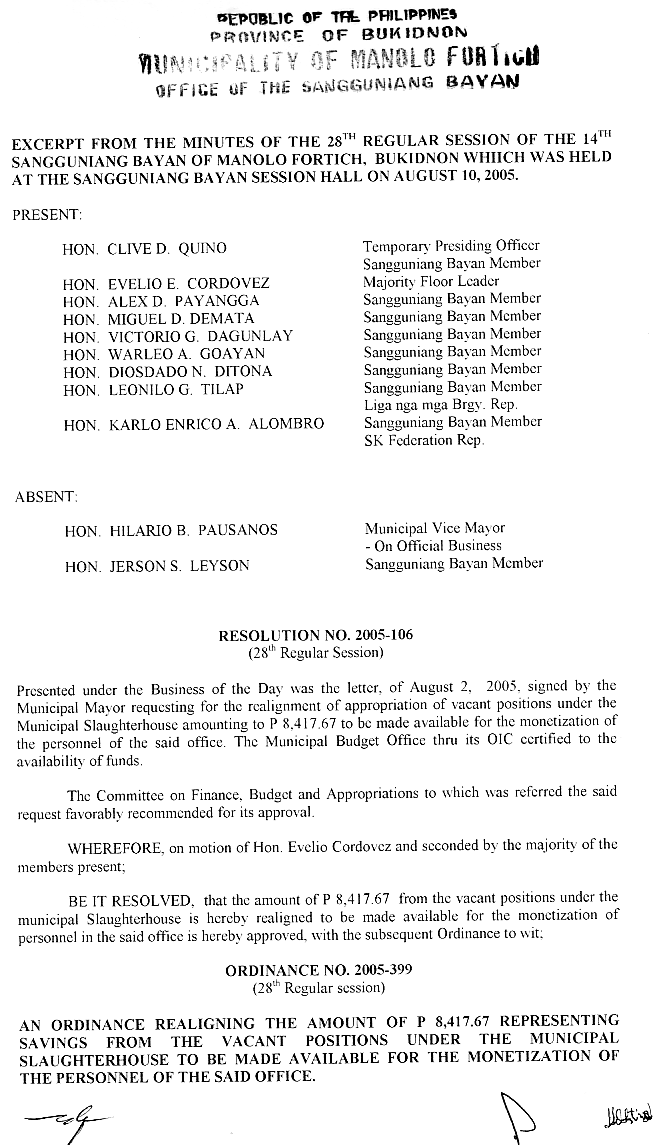 REPUBLIC OF THE PHILIPPINES
PROVINCE OF BUKIDNON
MUNICIPALITY OF MANOLO FORTICH
OFFICE OF THE SANGGUNIANG BAYAN
EXCERPT FROM THE MINUTES OF THE 28TH REGULAR SESSION OF THE 14TH
SANGGUNIANG BAYAN OF MANOLO FORTICH, BUKIDNON WHIICH WAS HELD
AT THE SANGGUNIANG BAYAN SESSION HALL ON AUGUST 10, 2005.
PRESENT:
HON. CLIVE D. QUINO Temporary Presiding Officer
Sangguniang Bayan Member
HON. EVELIO E. CORDOVEZ Majority Floor Leader
HON. ALEX D. PAYANGGA Sangguniang Bayan Member
HON. MIGUEL D. DEMATA Sangguniang Bayan Member
HON. VICTORIO G. DAGUNLAY Sangguniang Bayan Member
HON. WARLEO A. GOAYAN Sangguniang Bayan Member
HON. DIOSDADO N. DITONA Sangguniang Bayan Member
HON. LEONILO G. TILAP Sangguniang Bayan Member
Liga nga mga Brgy. Rep.
HON. KARLO ENRICO A. ALOMBRO Sangguniang Bayan Member
SK Federation Rep.
ABSENT:
HON. HILARIO B. PAUSANOS Municipal Vice Mayor
- On Official Business
HON. JERSON S. LEYSON Sangguniang Bayan Member
RESOLUTION NO. 2005-106
(28th Regular Session)
Presented under the Business of the Day was the letter, of August 2, 2005, signed by the
Municipal Mayor requesting for the realignment of appropriation of vacant positions under the
Municipal Slaughterhouse amounting to P 8,417.67 to be made available for the monetization of
the personnel of the said office. The Municipal Budget Office thru its OIC certified to the
availability of funds.
The Committee on Finance, Budget and Appropriations to which was referred the said
request favorably recommended for its approval.
WHEREFORE, on motion of Hon. Evelio Cordovez and seconded by the majority of the
members present;
BE IT RESOLVED, that the amount of P 8,417.67 from the vacant positions under the
municipal Slaughterhouse is hereby realigned to be made available for the monetization of
personnel in the said office is hereby approved, with the subsequent Ordinance to wit;
ORDINANCE NO. 2005-399
(28th Regular session)
AN ORDINANCE REALIGNING THE AMOUNT OF P 8,417.67 REPRESENTING
SAVINGS FROM THE VACANT POSITIONS UNDER THE MUNICIPAL
SLAUGHTERHOUSE TO BE MADE AVAILABLE FOR THE MONETIZATION OF
THE PERSONNEL OF THE SAID OFFICE.